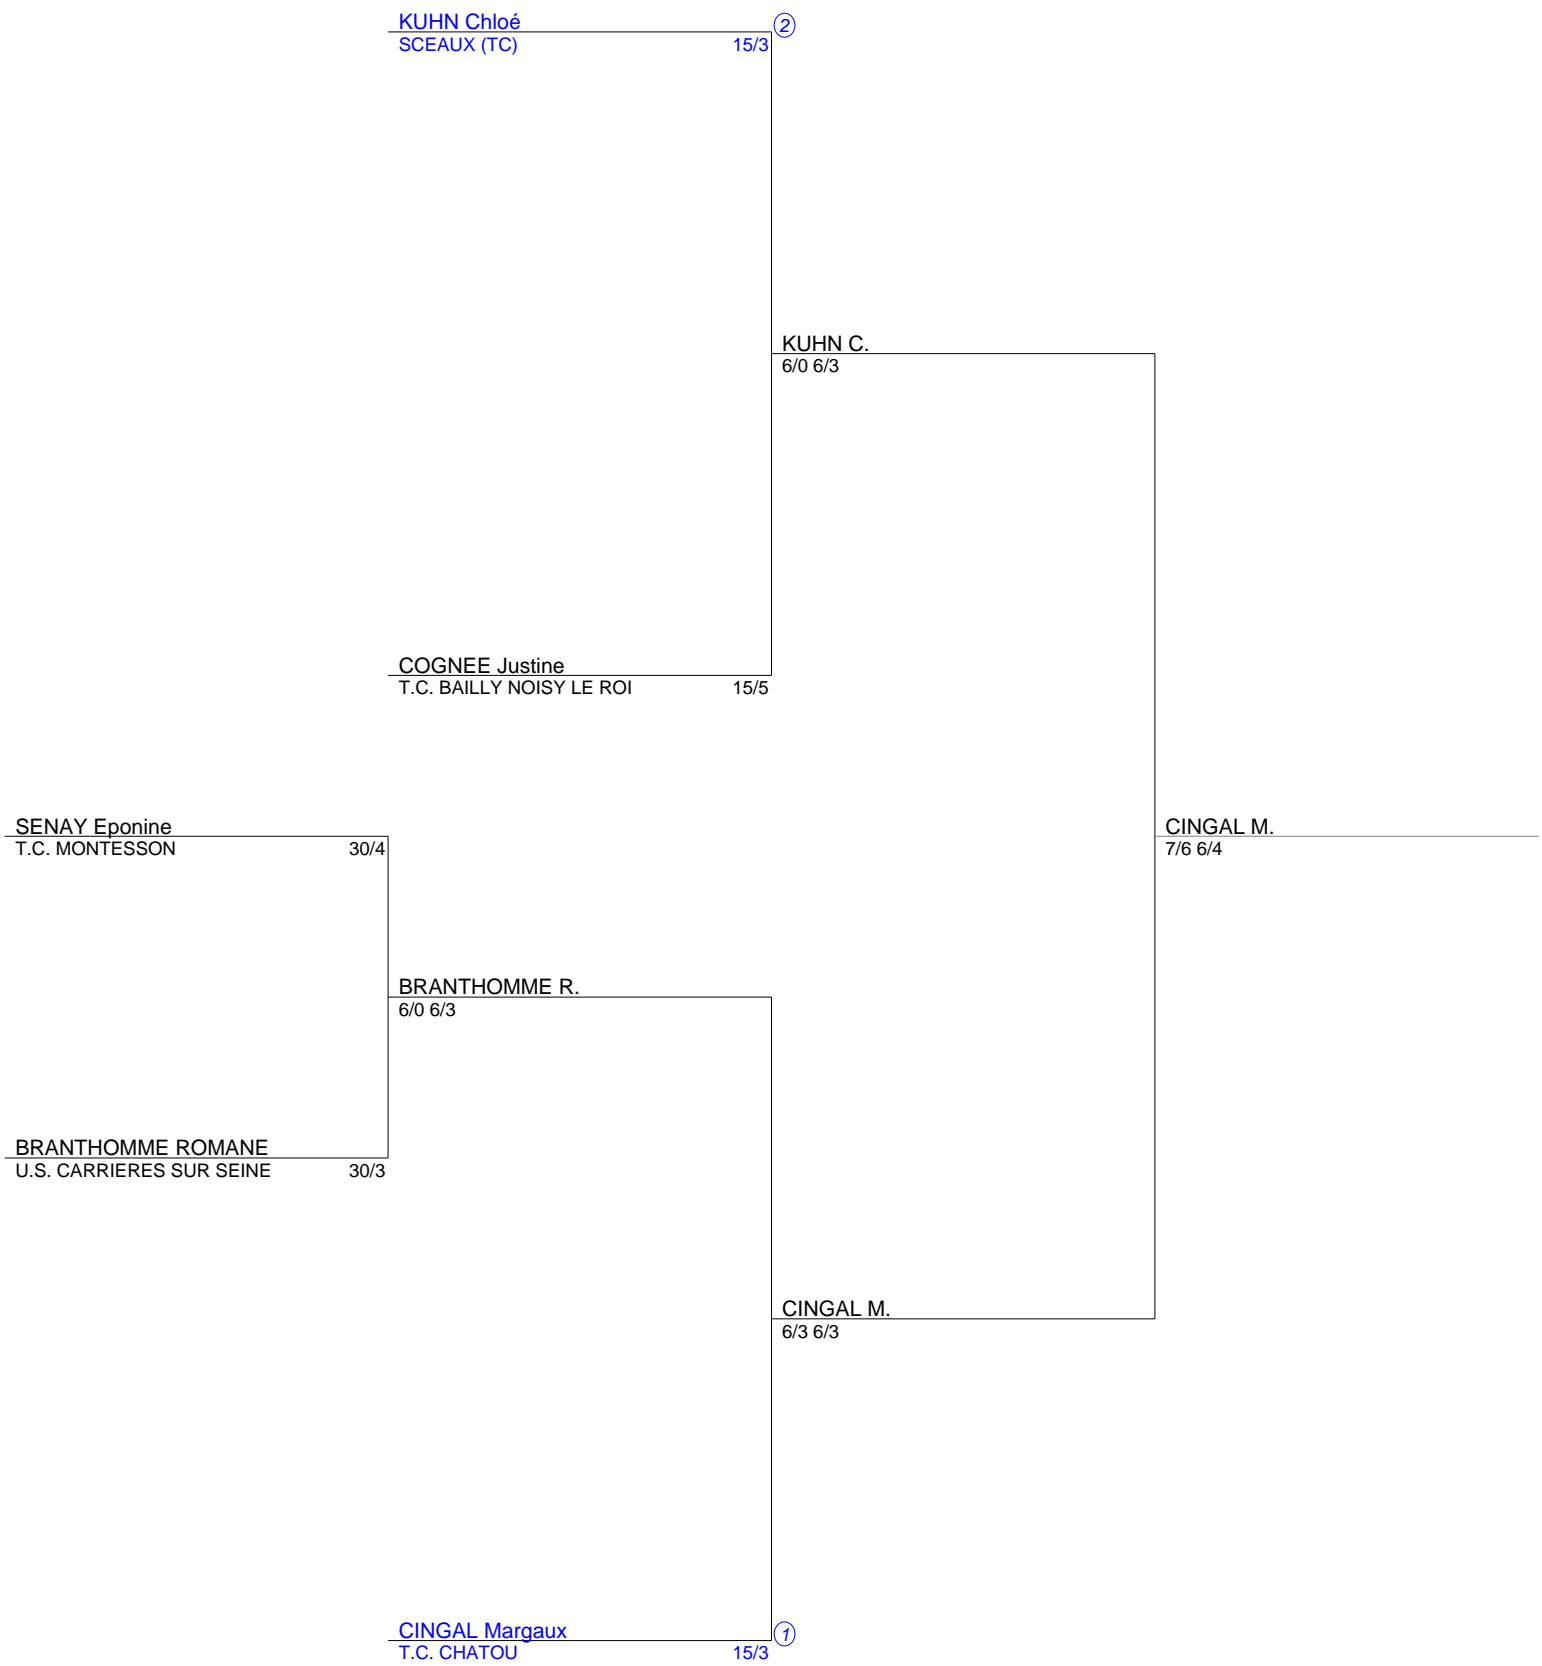 KUHN Chloé
2
SCEAUX (TC) 15/3
KUHN C.
6/0 6/3
COGNEE Justine
T.C. BAILLY NOISY LE ROI 15/5
SENAY Eponine
T.C. MONTESSON 30/4
CINGAL M.
7/6 6/4
BRANTHOMME R.
6/0 6/3
BRANTHOMME ROMANE
U.S. CARRIERES SUR SEINE 30/3
CINGAL M.
6/3 6/3
CINGAL Margaux
1
T.C. CHATOU 15/3